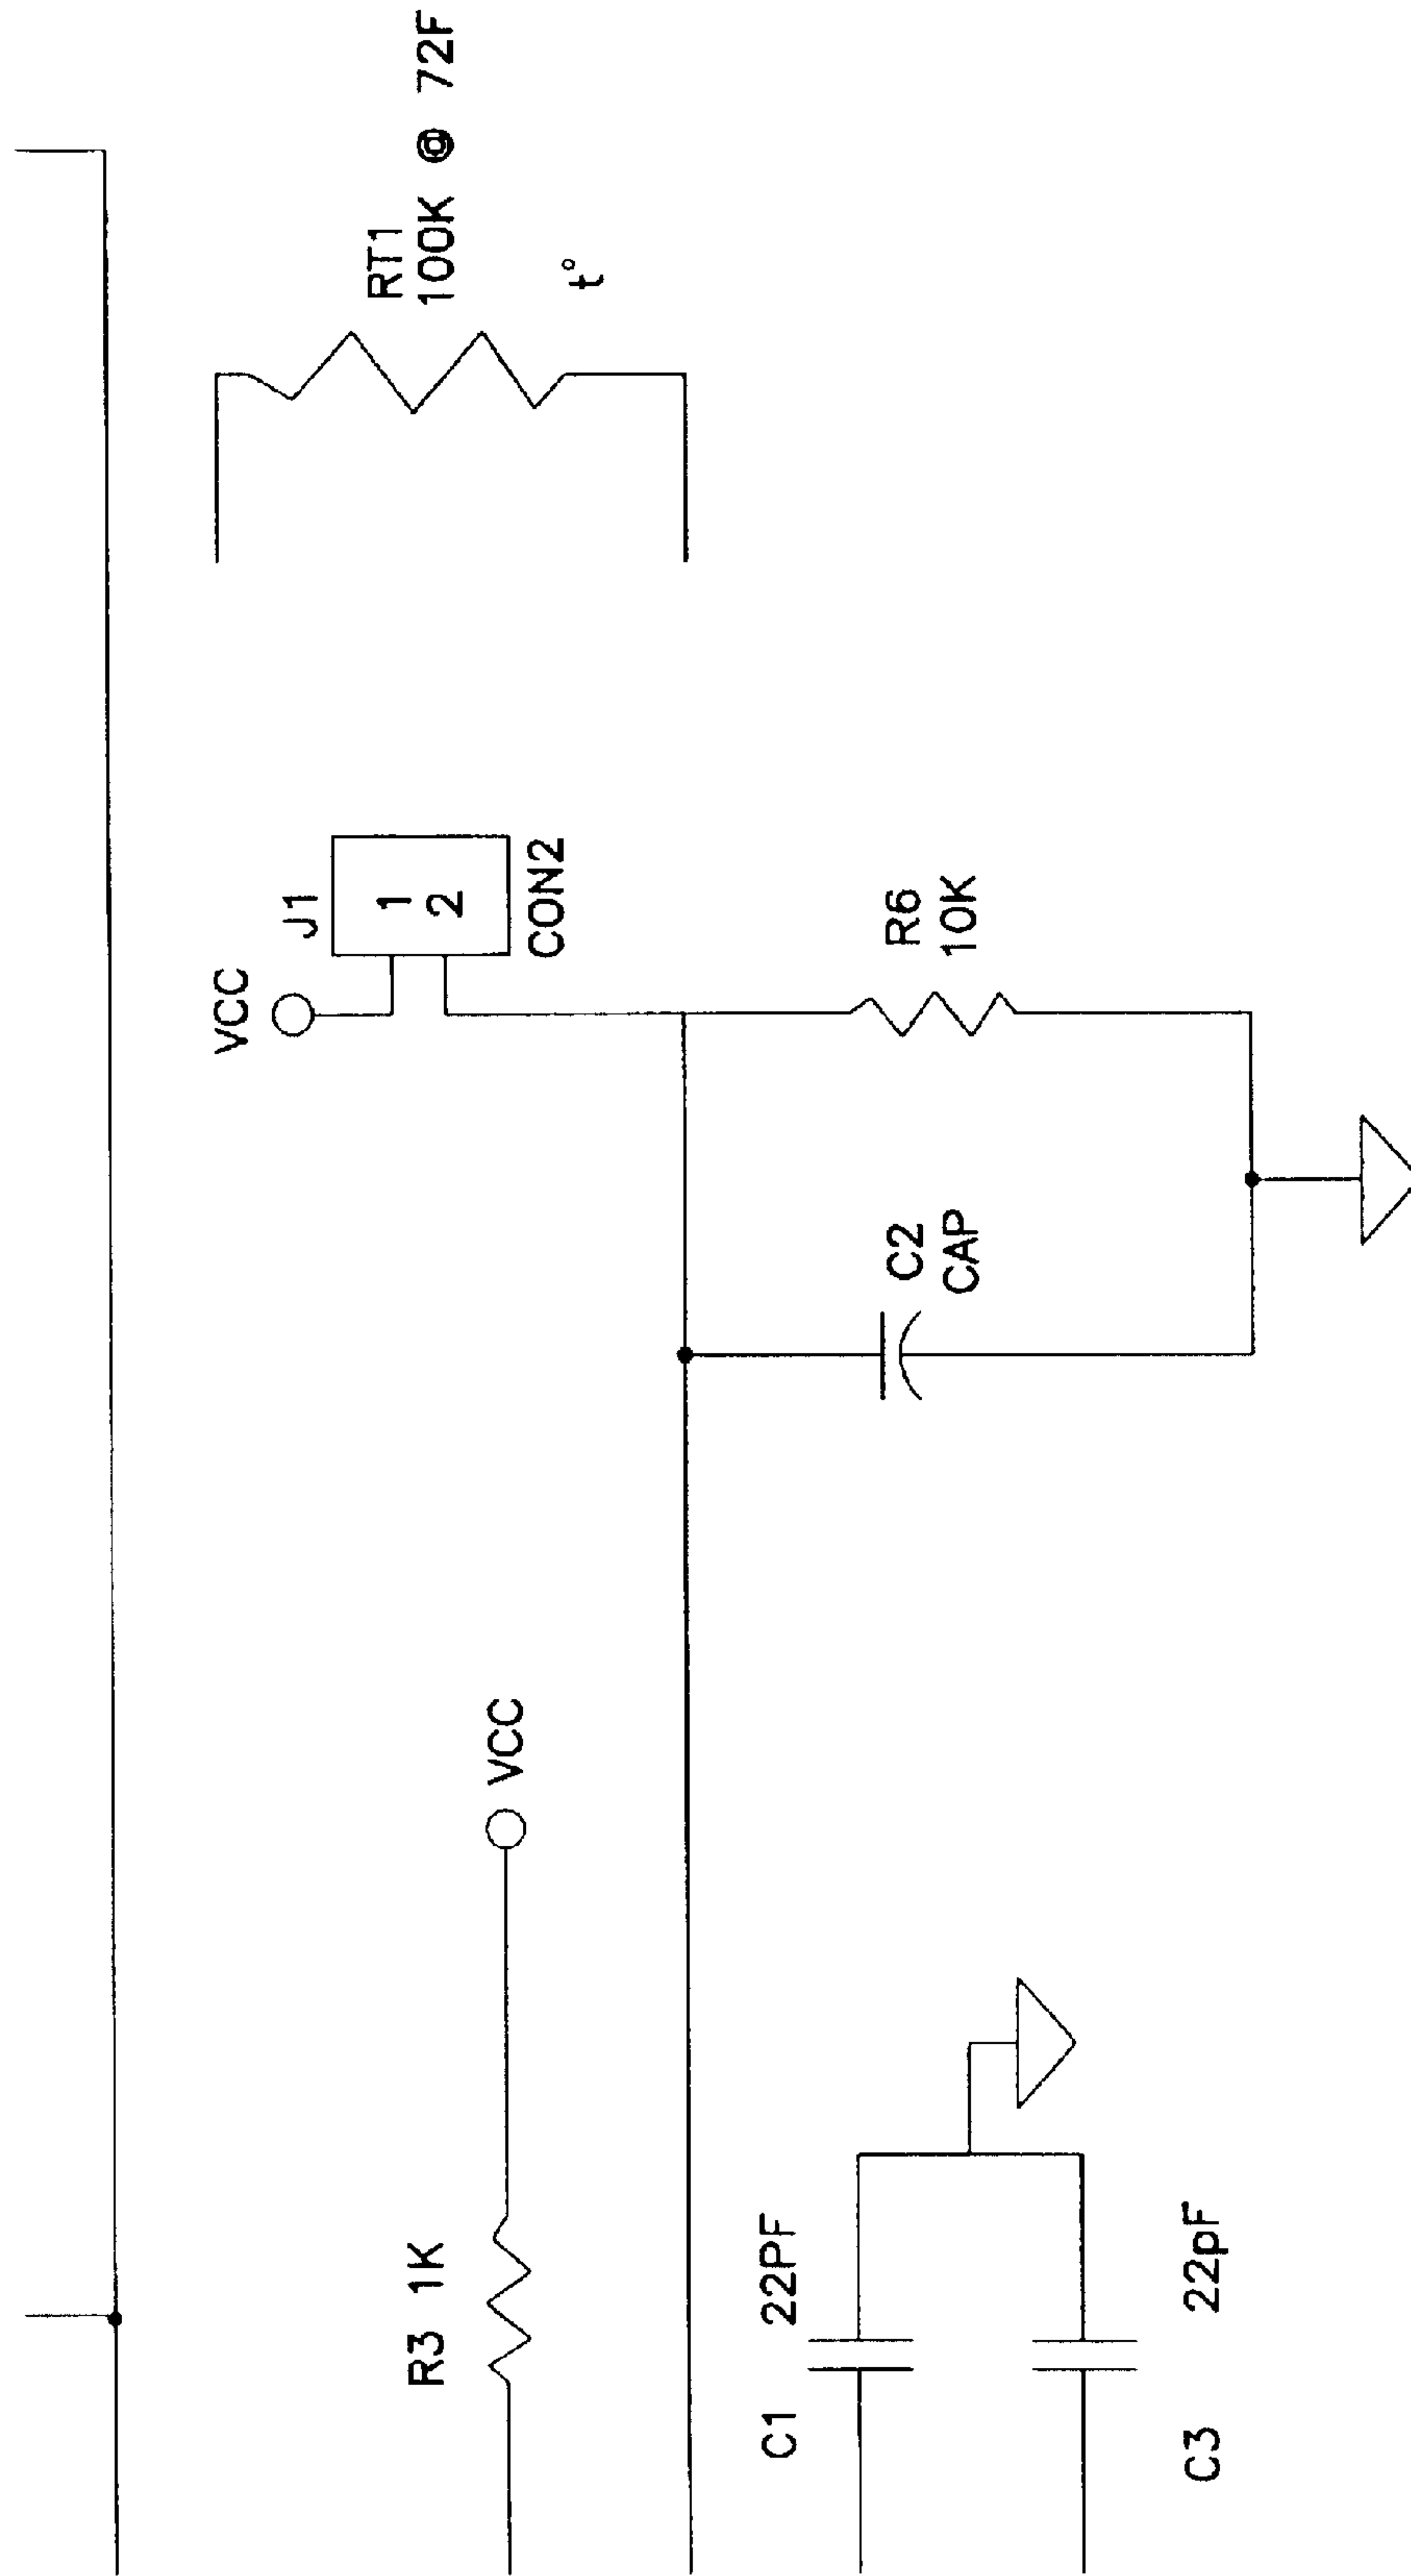 RT1
100K @ 72F
t°
VCC
J1
1
2
CON2
R6
10K
C2
CAP
VCC
R3 1K
C1 22PF
C3 22pF